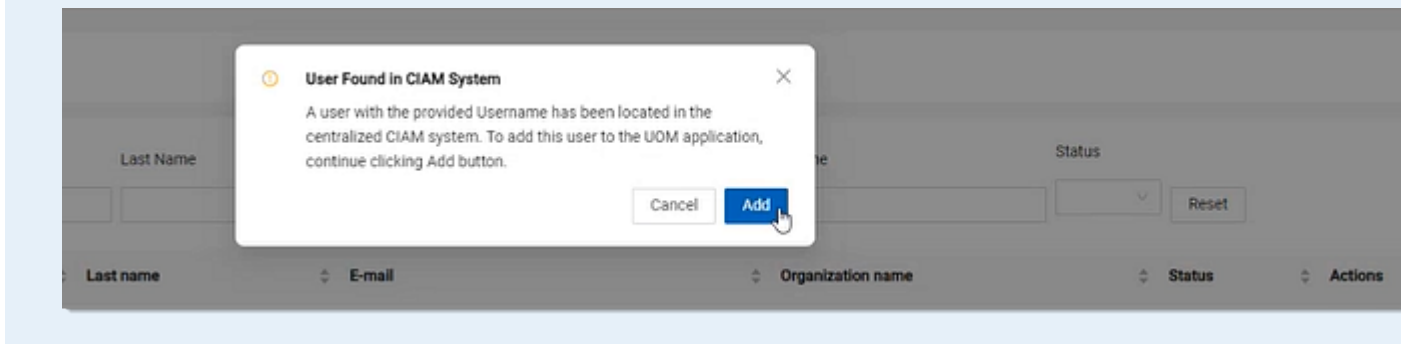 User Found in CIAM System
A user with the provided Username has been located in the
centralized CIAM system. To add this user to the UOM application,
continue clicking Add button.
Cancel Add
Last Name Status
Reset
Last name E-mail Organization name Status Actions